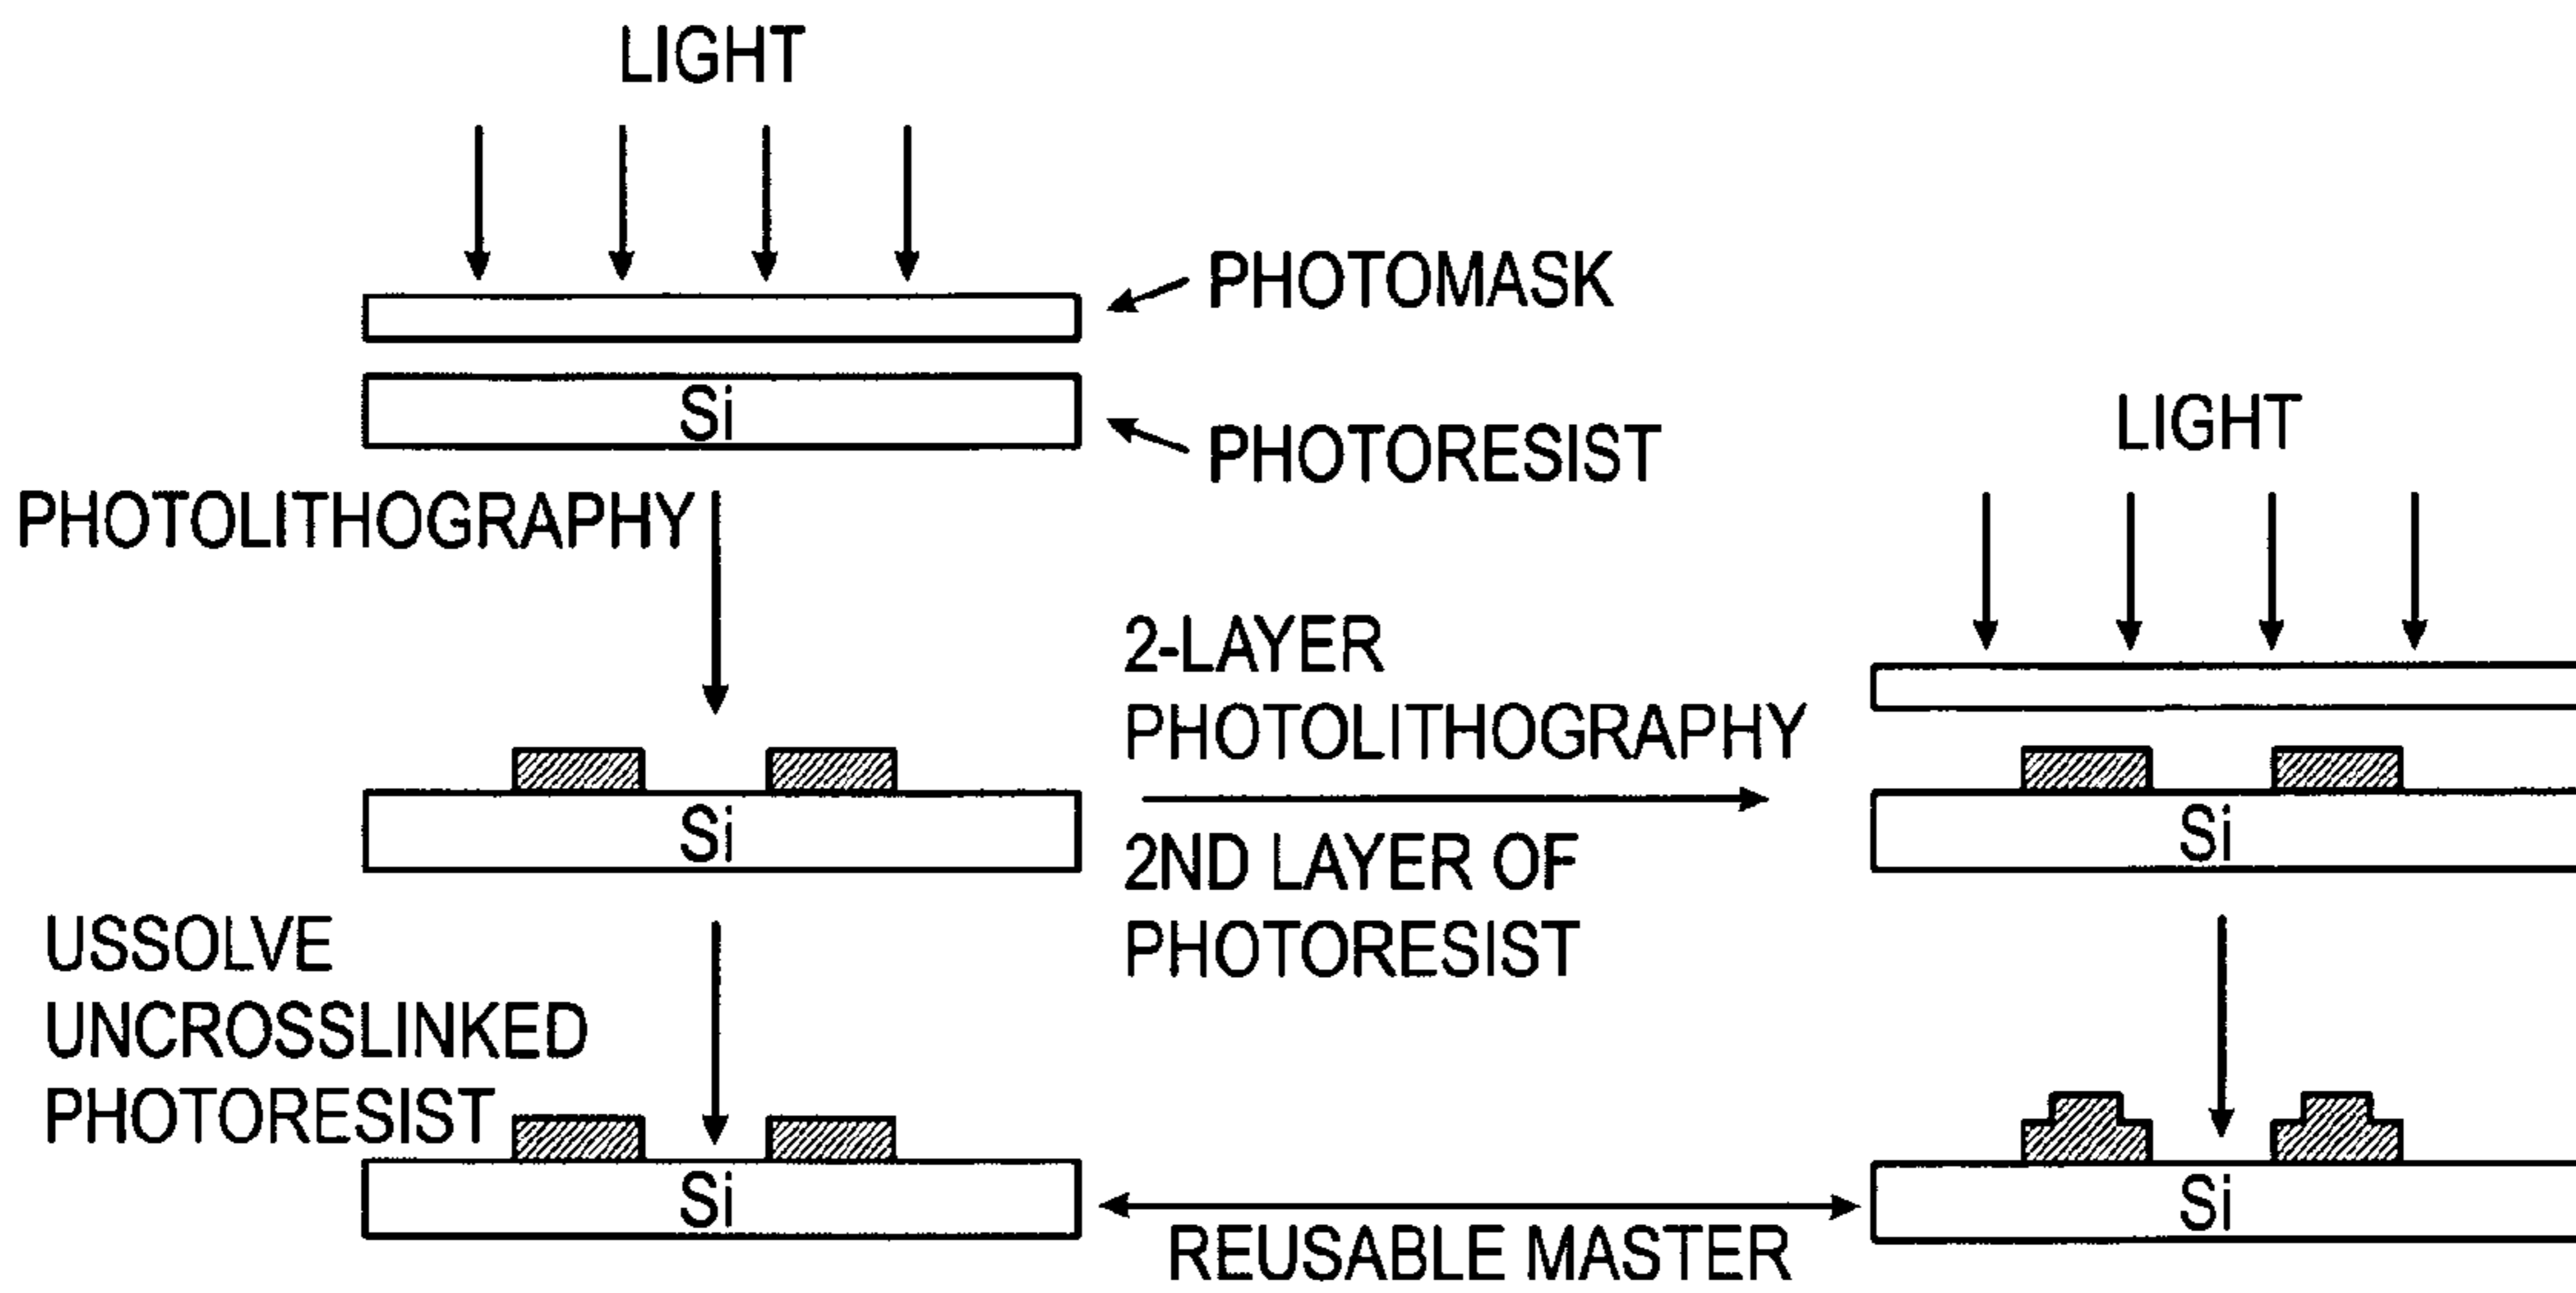 LIGHT
PHOTOMASK
Si
PHOTORESIST
LIGHT
PHOTOLITHOGRAPHY
2-LAYER
PHOTOLITHOGRAPHY
Si
Si
2ND LAYER OF
PHOTORESIST
USSOLVE
UNCROSSLINKED
PHOTORESIST
Si
Si
REUSABLE MASTER